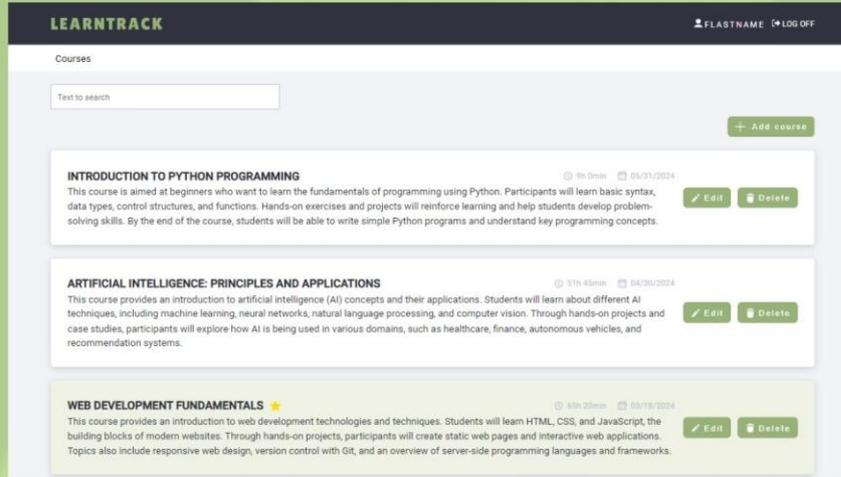 LEARNTRACK
FLASTNAME LOG OFF
Courses
Text to search
Add course
INTRODUCTION TO PYTHON PROGRAMMING
9h 0min 05/31/2024
This course is aimed at beginners who want to learn the fundamentals of programming using Python. Participants will learn basic syntax,
data types, control structures, and functions. Hands-on exercises and projects will reinforce learning and help students develop problem-
solving skills. By the end of the course, students will be able to write simple Python programs and understand key programming concepts.
Edit Delete
ARTIFICIAL INTELLIGENCE: PRINCIPLES AND APPLICATIONS
51h 45min 04/30/2024
This course provides an introduction to artificial intelligence (AI) concepts and their applications. Students will learn about different AI
techniques, including machine learning, neural networks, natural language processing, and computer vision. Through hands-on projects and
case studies, participants will explore how AI is being used in various domains, such as healthcare, finance, autonomous vehicles, and
recommendation systems.
Edit Delete
WEB DEVELOPMENT FUNDAMENTALS
20min 03/18/2024
This course provides an introduction to web development technologies and techniques. Students will learn HTML, CSS, and JavaScript, the
building blocks of modern websites. Through hands-on projects, participants will create static web pages and interactive web applications.
Topics also include responsive web design, version control with Git, and an overview of server-side programming languages and frameworks.
Edit Delete